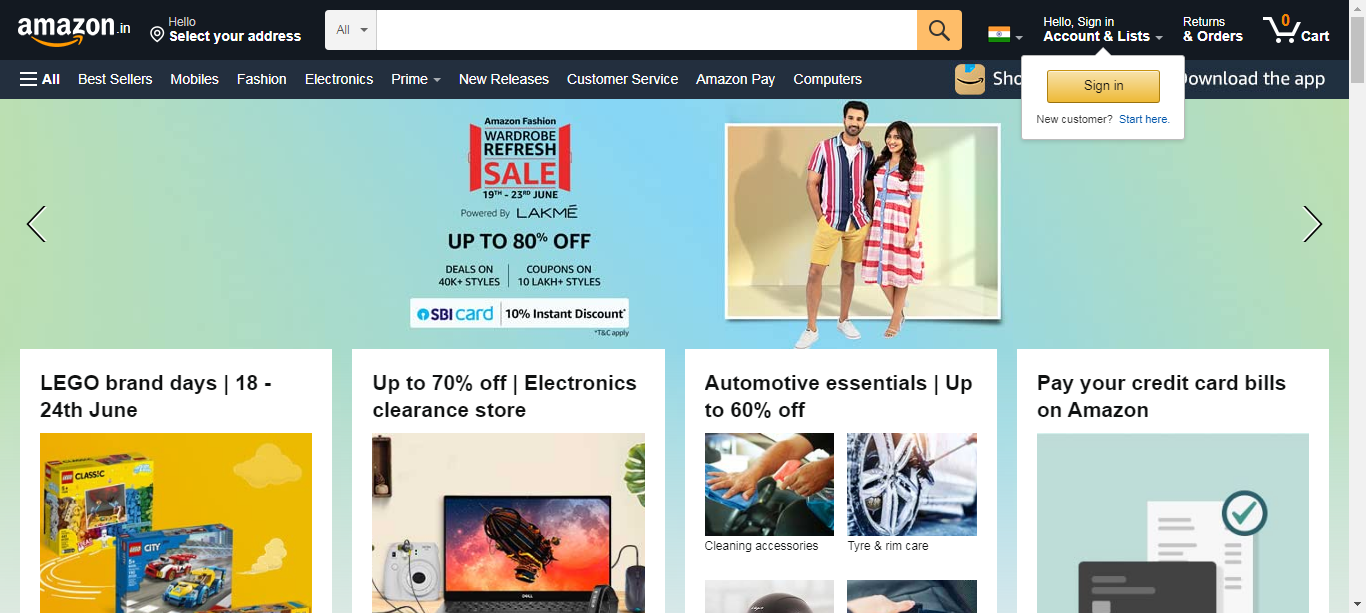 amazon.in
Hello
Select your address
All
Hello, Sign in
Account & Lists
Returns
& Orders
0
Cart
All
Best Sellers
Mobiles
Fashion
Electronics
Prime
New Releases
Customer Service
Amazon Pay
Computers
Sho
Download the app
Sign in
New customer? Start here.
Amazon Fashion
WARDROBE
REFRESH
SALE
19TH - 23RD JUNE
Powered By LAKMÉ
UP TO 80% OFF
DEALS ON
40K+ STYLES
COUPONS ON
10 LAKH+ STYLES
SBI card
10% Instant Discount*
*T&C apply
LEGO brand days | 18 -
24th June
Up to 70% off | Electronics
clearance store
Automotive essentials | Up
to 60% off
Pay your credit card bills
on Amazon
LEGO
CLASSIC
LEGO
CITY
DELL
Cleaning accessories
Tyre & rim care